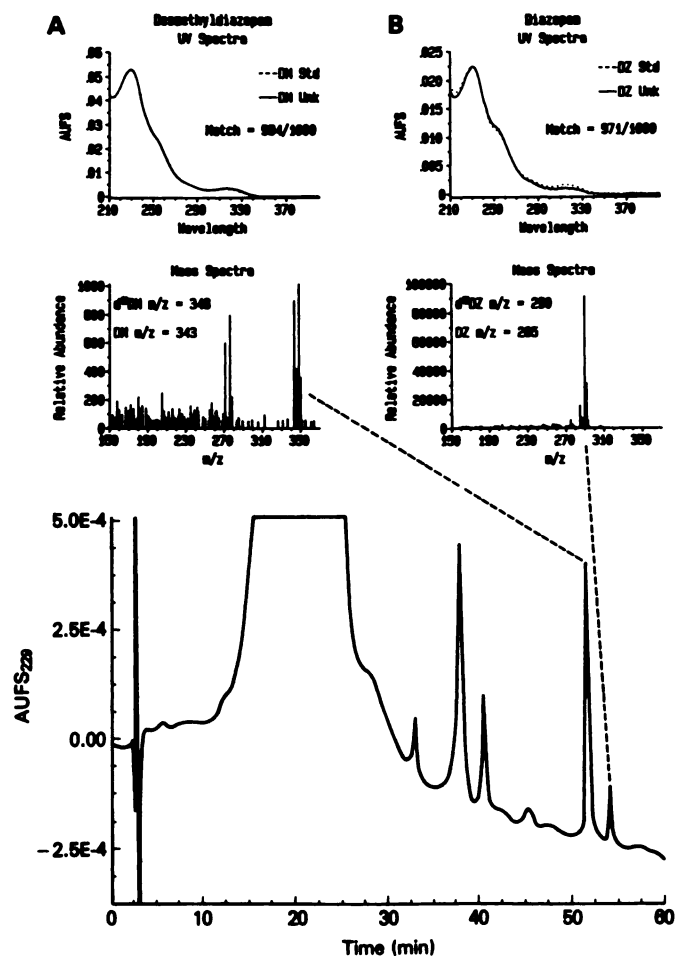 A
Desmethyldiazepam
UV Spectra
.06
.05
.04
.03
.02
.01
0
AUFS
DM Std
DM Unk
Match = 984/1000
210 250 290 330 370
Wavelength
B
Diazepam
UV Spectra
.025
.020
.015
.010
.005
0
AUFS
DZ Std
DZ Unk
Match = 971/1000
210 250 290 330 370
Wavelength
Mass Spectra
1000
800
600
400
200
0
Relative Abundance
DM m/z = 343
150 190 230 270 310 350
m/z
Mass Spectra
100000
80000
60000
40000
20000
0
Relative Abundance
DZ m/z = 285
150 190 230 270 310 350
m/z
5.0E-4
2.5E-4
0.00
−2.5E-4
AUFS229
0 10 20 30 40 50 60
Time (min)